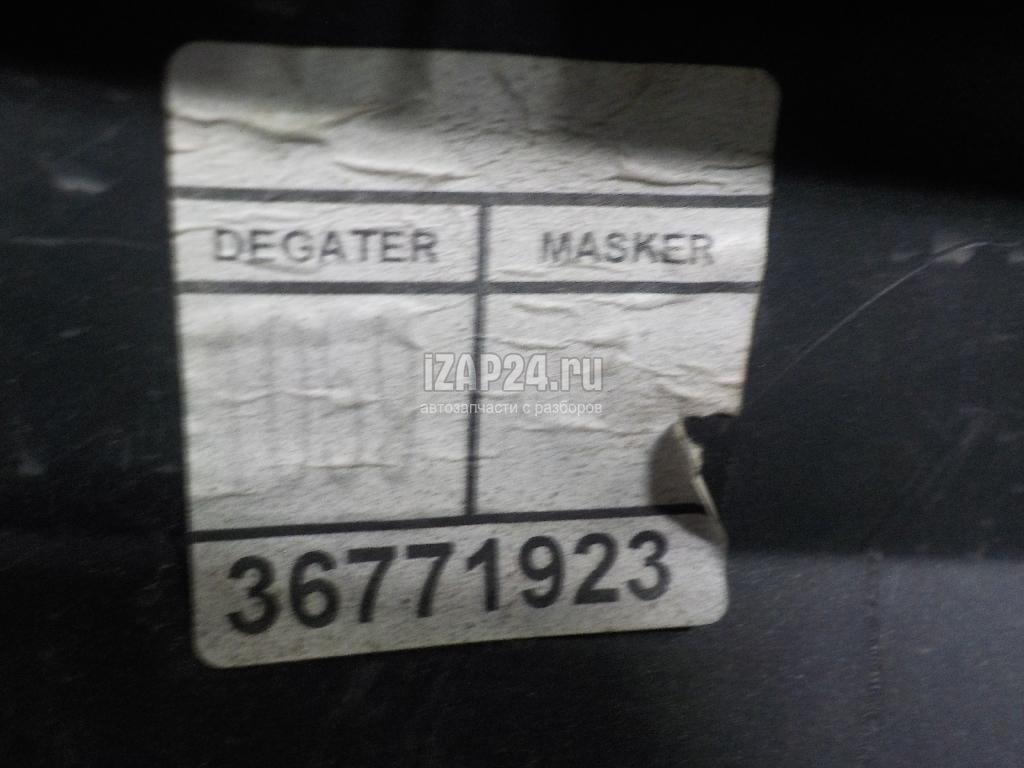 DEGATER MASKER
iZAP24.ru
автозапчасти с разборов
36771923